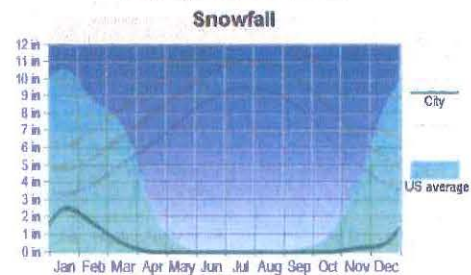 Snowfall
12 in
11 in
10 in
9 in
8 in
7 in
6 in
5 in
4 in
3 in
2 in
1 in
0 in
Jan Feb Mar Apr May Jun Jul Aug Sep Oct Nov Dec
City
US average